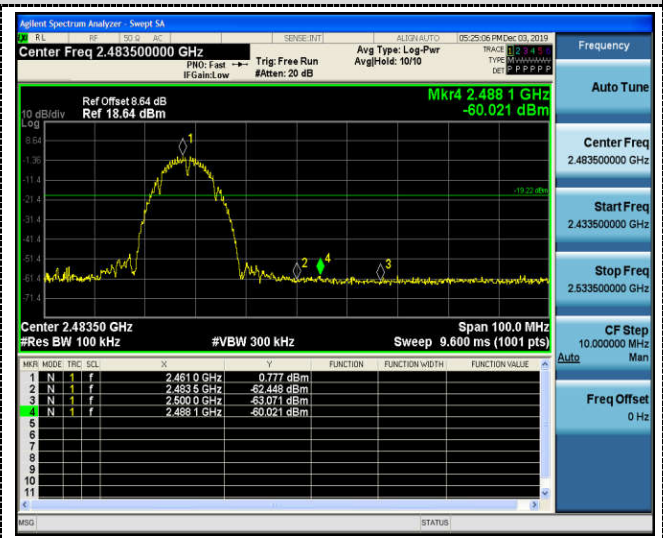 Agilent Spectrum Analyzer - Swept SA
RL RF 50 Ω AC SENSE:INT ALIGN AUTO 05:25:06 PM Dec 03, 2019
Center Freq 2.483500000 GHz
PNO: Fast Trig: Free Run
IFGain:Low #Atten: 20 dB
Avg Type: Log-Pwr
Avg|Hold: 10/10
TRACE 1 2 3 4 5 6
TYPE M
DET P P P P P P
Mkr4 2.488 1 GHz
-60.021 dBm
Ref Offset 8.64 dB
10 dB/div Ref 18.64 dBm
Log
8.64
-1.36
-11.4
-21.4
-31.4
-41.4
-51.4
-61.4
-71.4
1
2
4
3
-19.22 dBm
Center 2.48350 GHz Span 100.0 MHz
#Res BW 100 kHz #VBW 300 kHz Sweep 9.600 ms (1001 pts)
MKR MODE TRC SCL X Y FUNCTION FUNCTION WIDTH FUNCTION VALUE
1 N 1 f 2.461 0 GHz 0.777 dBm
2 N 1 f 2.483 5 GHz -62.448 dBm
3 N 1 f 2.500 0 GHz -63.071 dBm
4 N 1 f 2.488 1 GHz -60.021 dBm
5
6
7
8
9
10
11
MSG STATUS
Frequency
Auto Tune
Center Freq
2.483500000 GHz
Start Freq
2.433500000 GHz
Stop Freq
2.533500000 GHz
CF Step
10.000000 MHz
Auto Man
Freq Offset
0 Hz